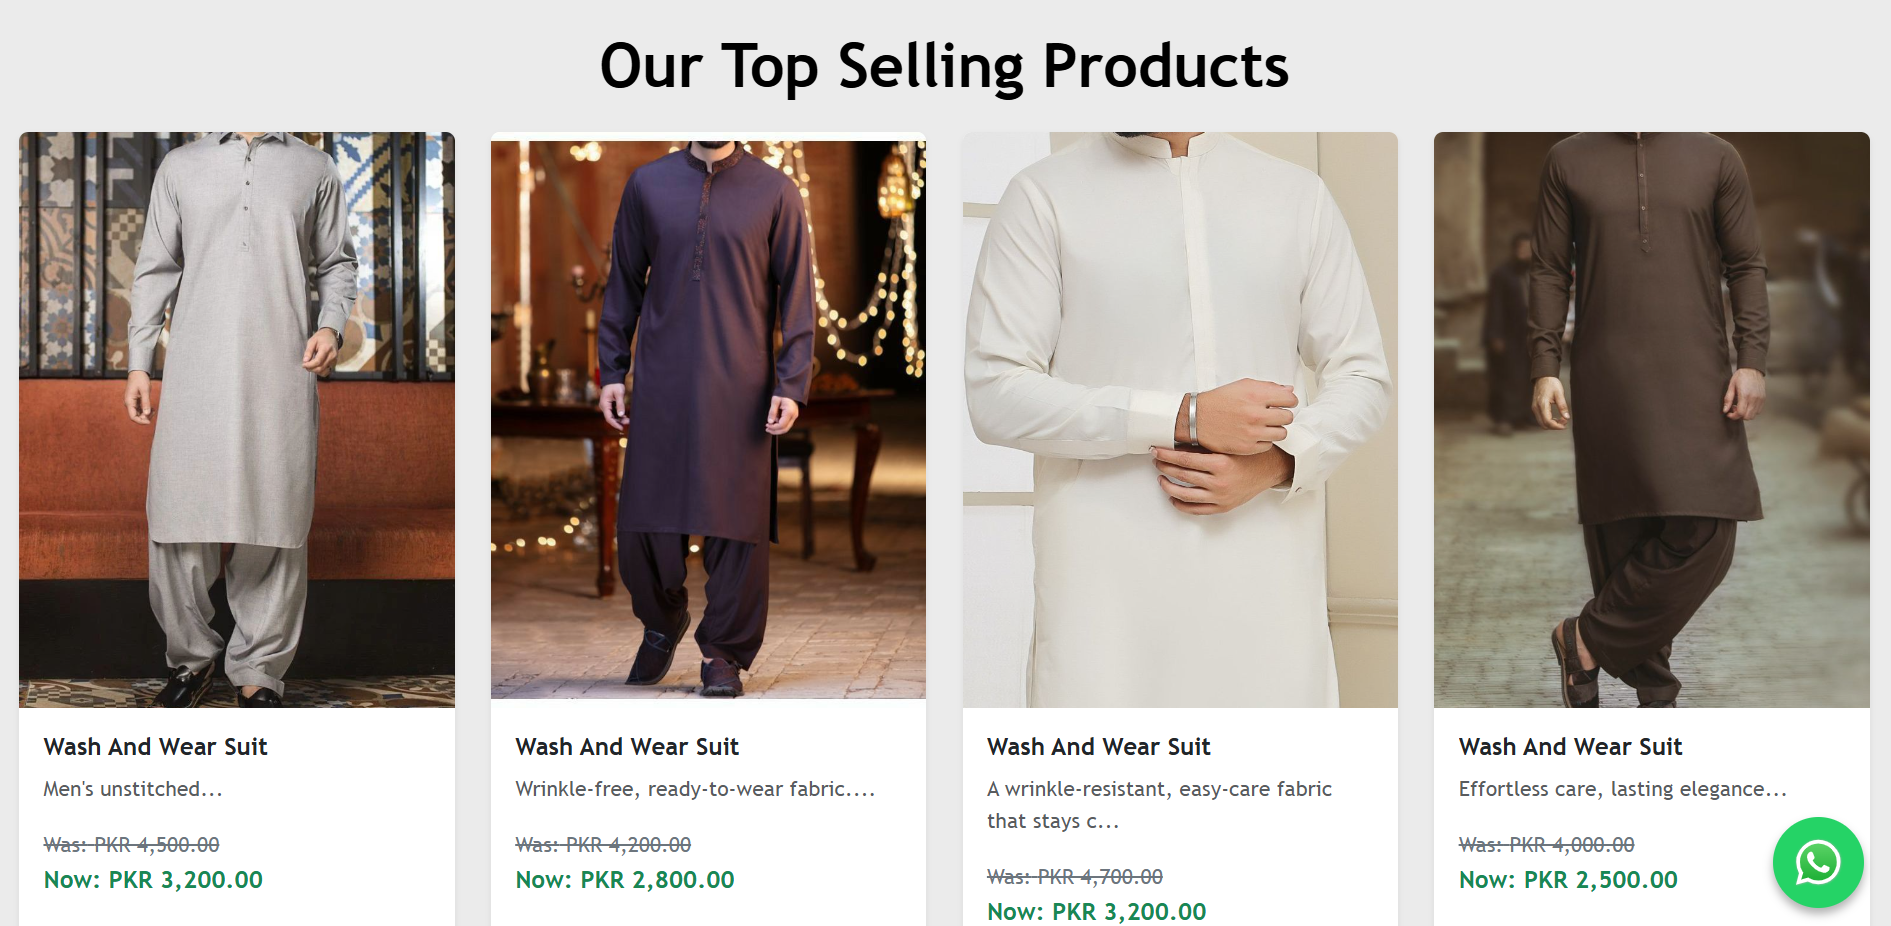 Our Top Selling Products
Wash And Wear Suit
Men's unstitched...
Was: PKR 4,500.00
Now: PKR 3,200.00
Wash And Wear Suit
Wrinkle-free, ready-to-wear fabric....
Was: PKR 4,200.00
Now: PKR 2,800.00
Wash And Wear Suit
A wrinkle-resistant, easy-care fabric
that stays c...
Was: PKR 4,700.00
Now: PKR 3,200.00
Wash And Wear Suit
Effortless care, lasting elegance...
Was: PKR 4,000.00
Now: PKR 2,500.00